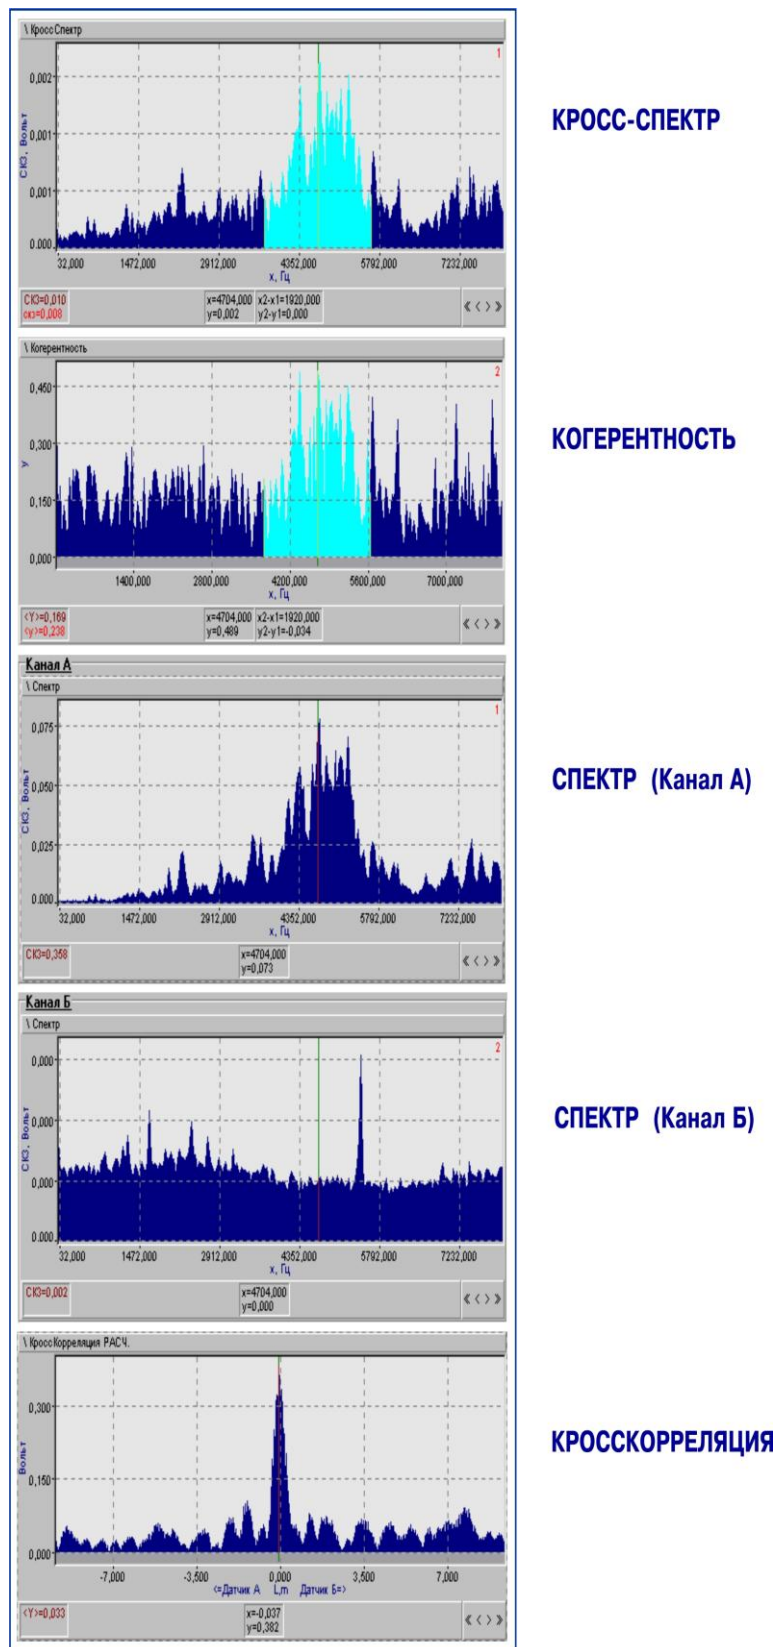 \ КроссСпектр
1
0,002
0,001
0,001
0.000
СКЗ, Вольт
32,000 1472,000 2912,000 4352,000 5792,000 7232,000
x, Гц
СКЗ=0,010
скз=0,008
x=4704,000
y=0,002
x2-x1=1920,000
y2-y1=0,000
КРОСС-СПЕКТР
\ Когерентность
2
0,450
0,300
0,150
0,000
У
1400,000 2800,000 4200,000 5600,000 7000,000
x, Гц
<Y>=0,169
<y>=0,238
x=4704,000
y=0,489
x2-x1=1920,000
y2-y1=-0,034
КОГЕРЕНТНОСТЬ
Канал А
\ Спектр
1
0,075
0,050
0,025
0.000
СКЗ, Вольт
32,000 1472,000 2912,000 4352,000 5792,000 7232,000
x, Гц
СКЗ=0,358
x=4704,000
y=0,073
СПЕКТР (Канал А)
Канал Б
\ Спектр
2
0,000
0,000
0,000
0.000
СКЗ, Вольт
32,000 1472,000 2912,000 4352,000 5792,000 7232,000
x, Гц
СКЗ=0,002
x=4704,000
y=0,000
СПЕКТР (Канал Б)
\ КроссКорреляция РАСЧ.
0,300
0,150
0,000
Вольт
-7,000 -3,500 0,000 3,500 7,000
<=Датчик А L,m Датчик Б=>
<Y>=0,033
x=-0,037
y=0,382
КРОССКОРРЕЛЯЦИЯ